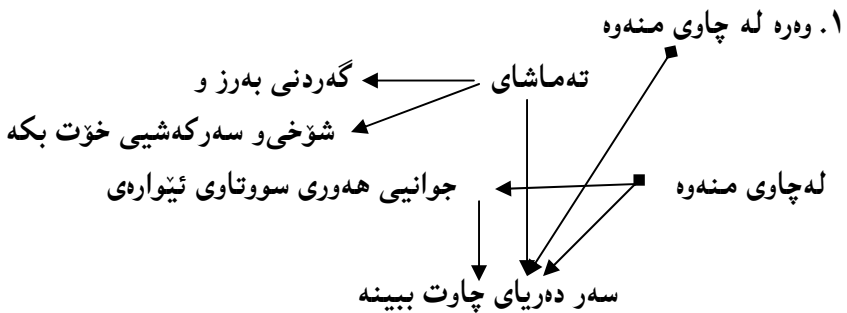 ١. وەرە لە چاوی منەوە
تەماشای گەردنی بەرز و
شۆخی‌و سەرکەشیی خۆت بکە
لەچاوی منەوە جوانیی هەوری سووتاوی ئێوارەی
سەر دەریای چاوت ببینە